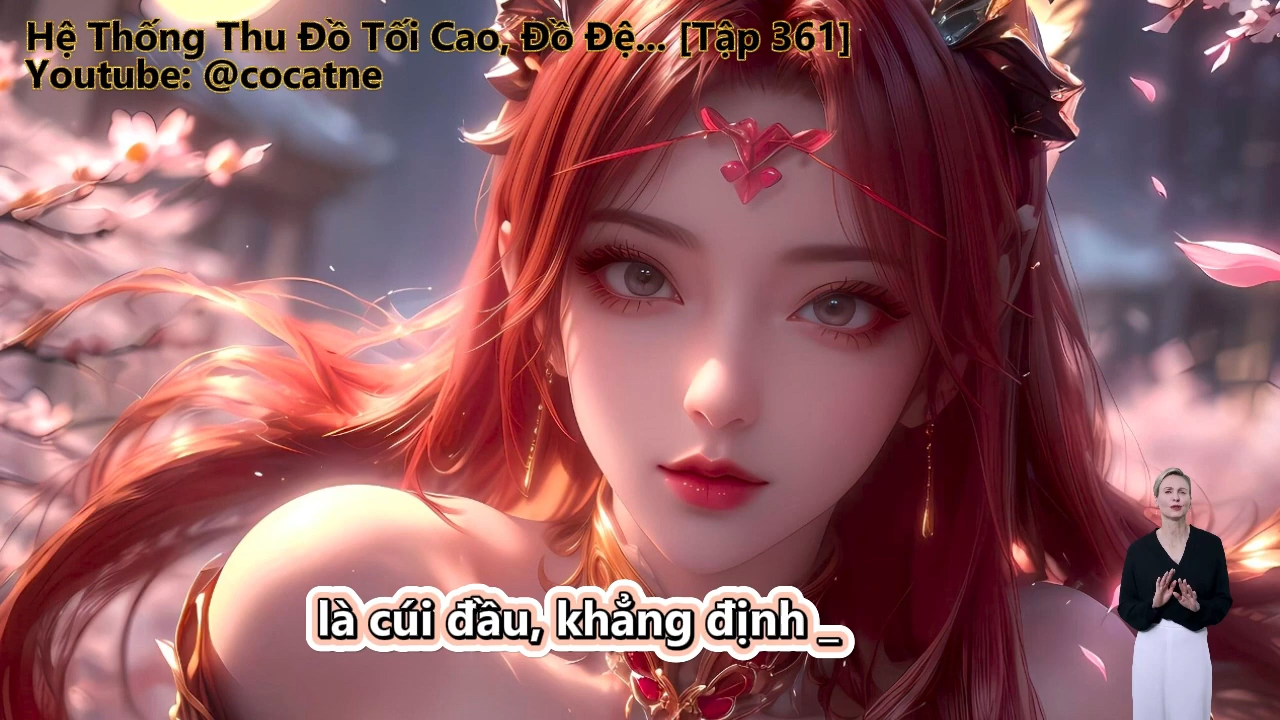 Hệ Thống Thu Đồ Tối Cao, Đồ Đệ... [Tập 361]
Youtube: @cocatne
là cúi đầu, khẳng định _